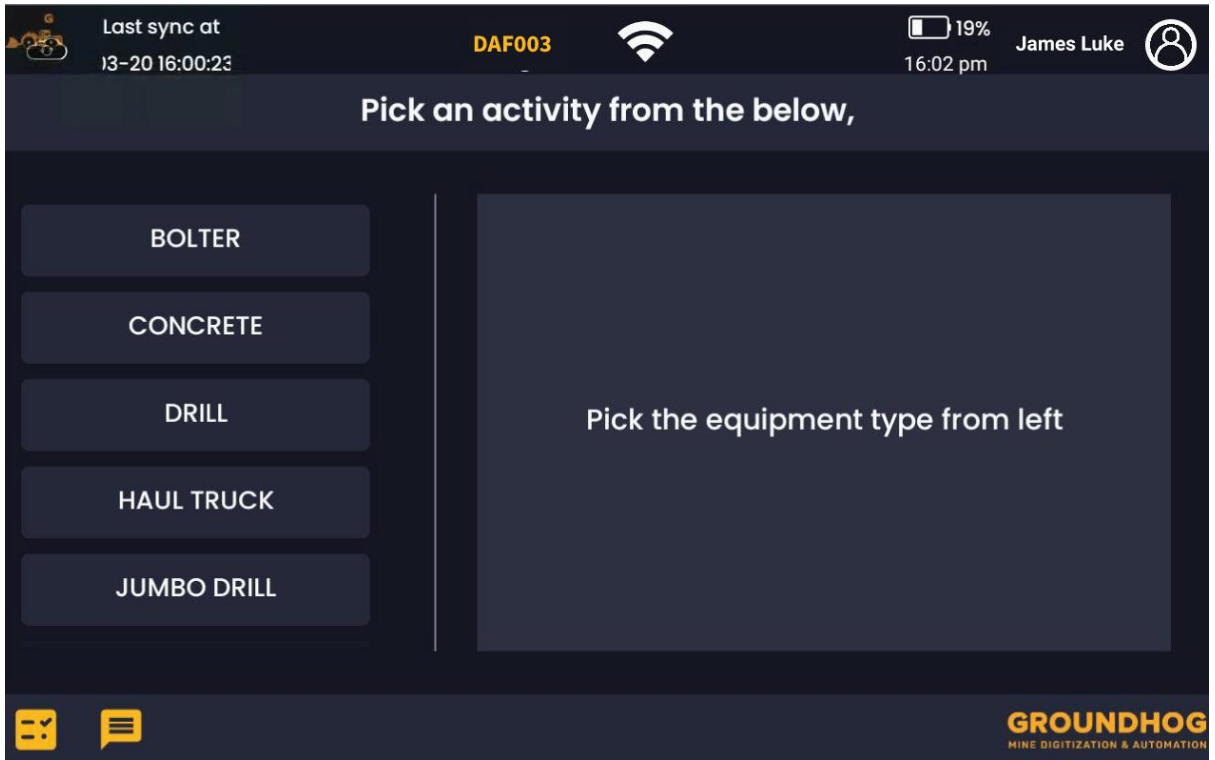 G
Last sync at
03-20 16:00:23
DAF003
19%
16:02 pm
James Luke
Pick an activity from the below,
BOLTER
CONCRETE
DRILL
HAUL TRUCK
JUMBO DRILL
Pick the equipment type from left
GROUNDHOG
MINE DIGITIZATION & AUTOMATION